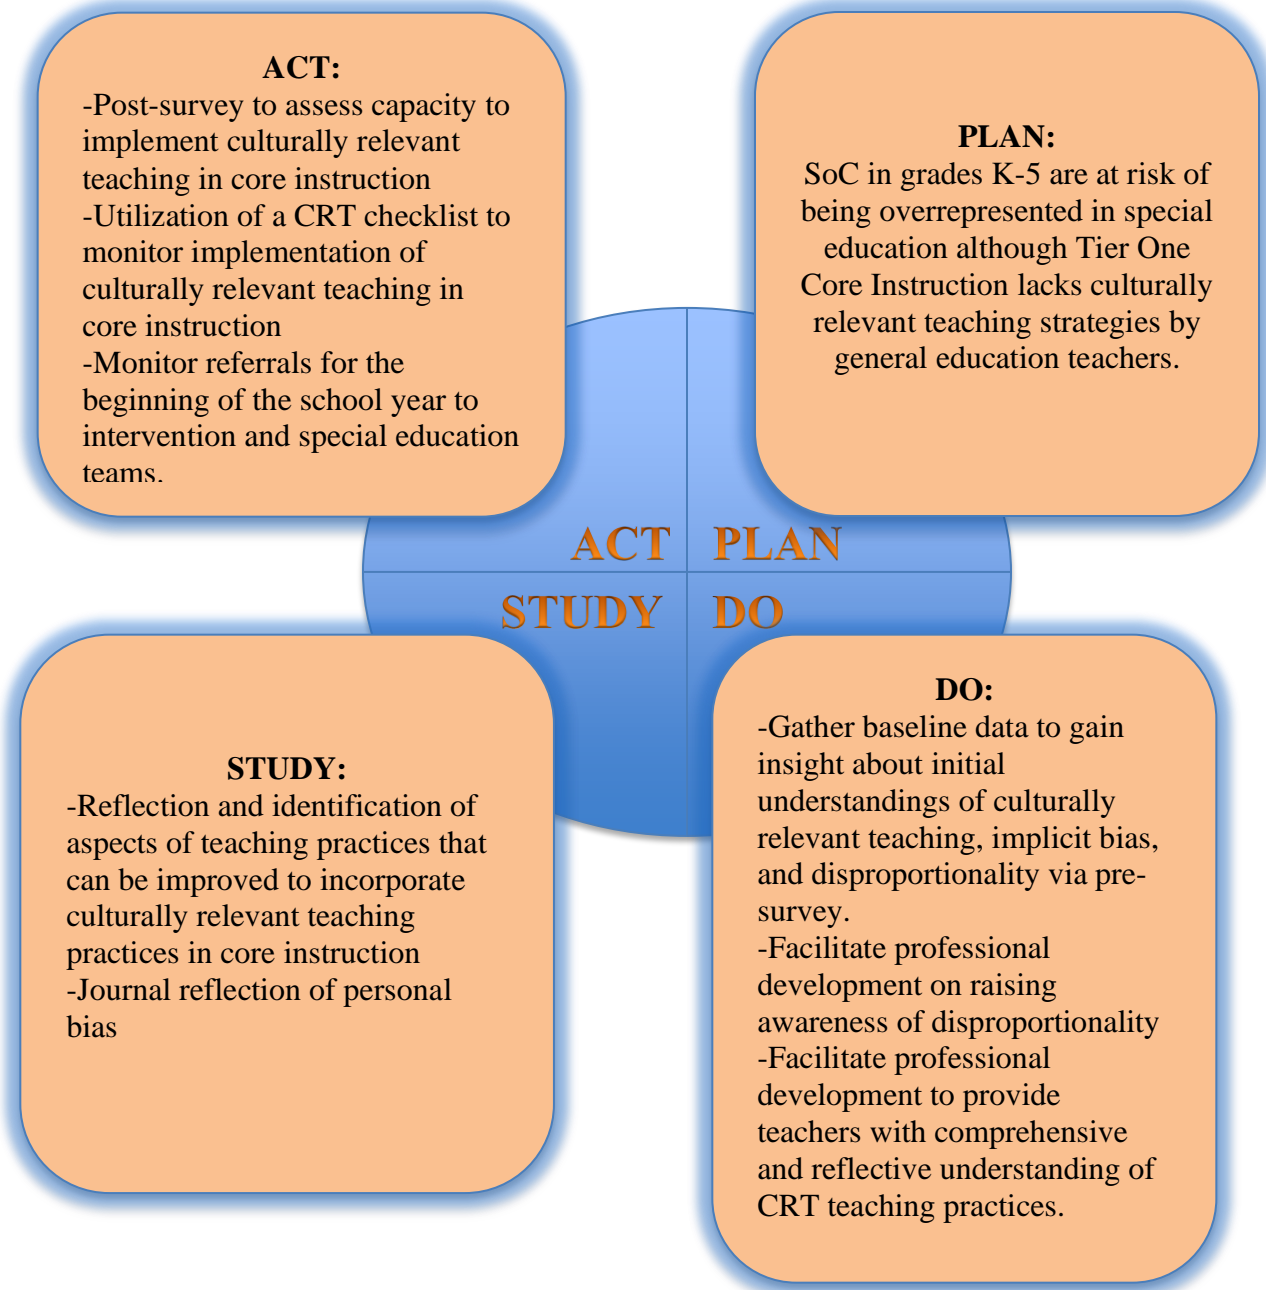 ACT:
-Post-survey to assess capacity to
implement culturally relevant
teaching in core instruction
-Utilization of a CRT checklist to
monitor implementation of
culturally relevant teaching in
core instruction
-Monitor referrals for the
beginning of the school year to
intervention and special education
teams.
PLAN:
SoC in grades K-5 are at risk of
being overrepresented in special
education although Tier One
Core Instruction lacks culturally
relevant teaching strategies by
general education teachers.
ACT PLAN
STUDY DO
STUDY:
-Reflection and identification of
aspects of teaching practices that
can be improved to incorporate
culturally relevant teaching
practices in core instruction
-Journal reflection of personal
bias
DO:
-Gather baseline data to gain
insight about initial
understandings of culturally
relevant teaching, implicit bias,
and disproportionality via pre-
survey.
-Facilitate professional
development on raising
awareness of disproportionality
-Facilitate professional
development to provide
teachers with comprehensive
and reflective understanding of
CRT teaching practices.